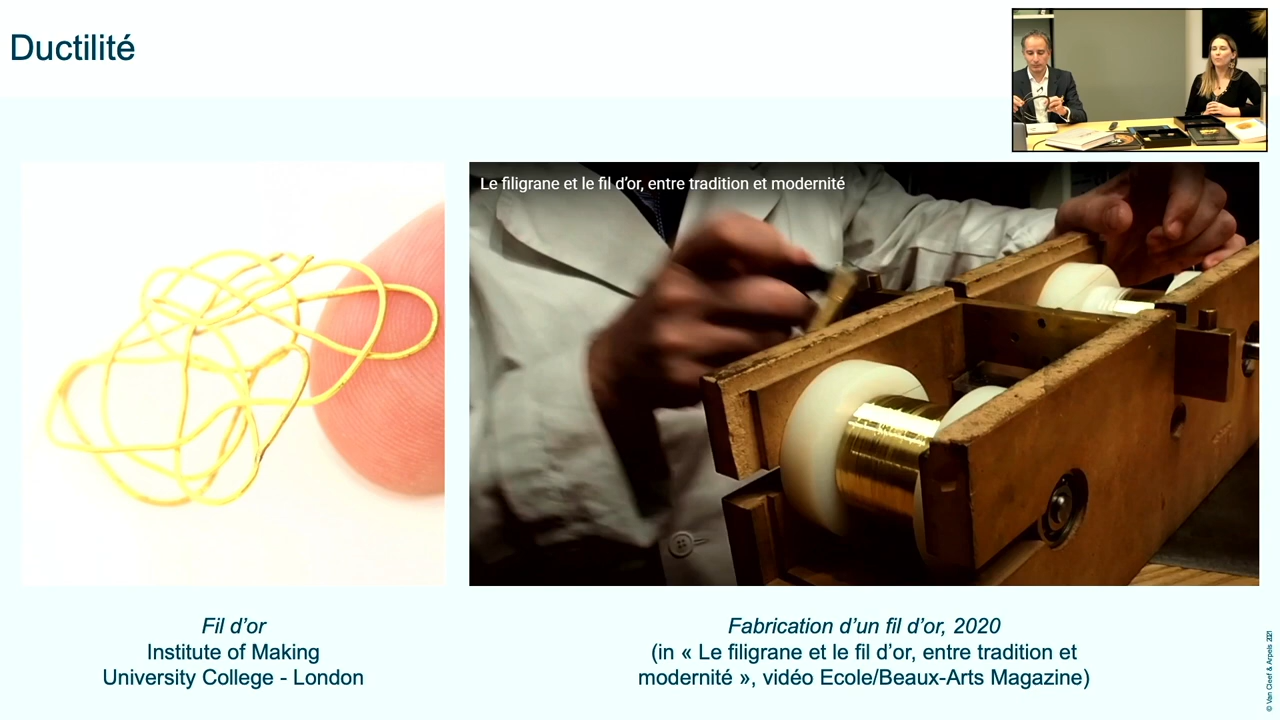 Ductilité
Le filigrane et le fil d’or, entre tradition et modernité
Fil d’or
Institute of Making
University College - London
Fabrication d’un fil d’or, 2020
(in « Le filigrane et le fil d’or, entre tradition et
modernité », vidéo Ecole/Beaux-Arts Magazine)
© Van Cleef & Arpels 2021